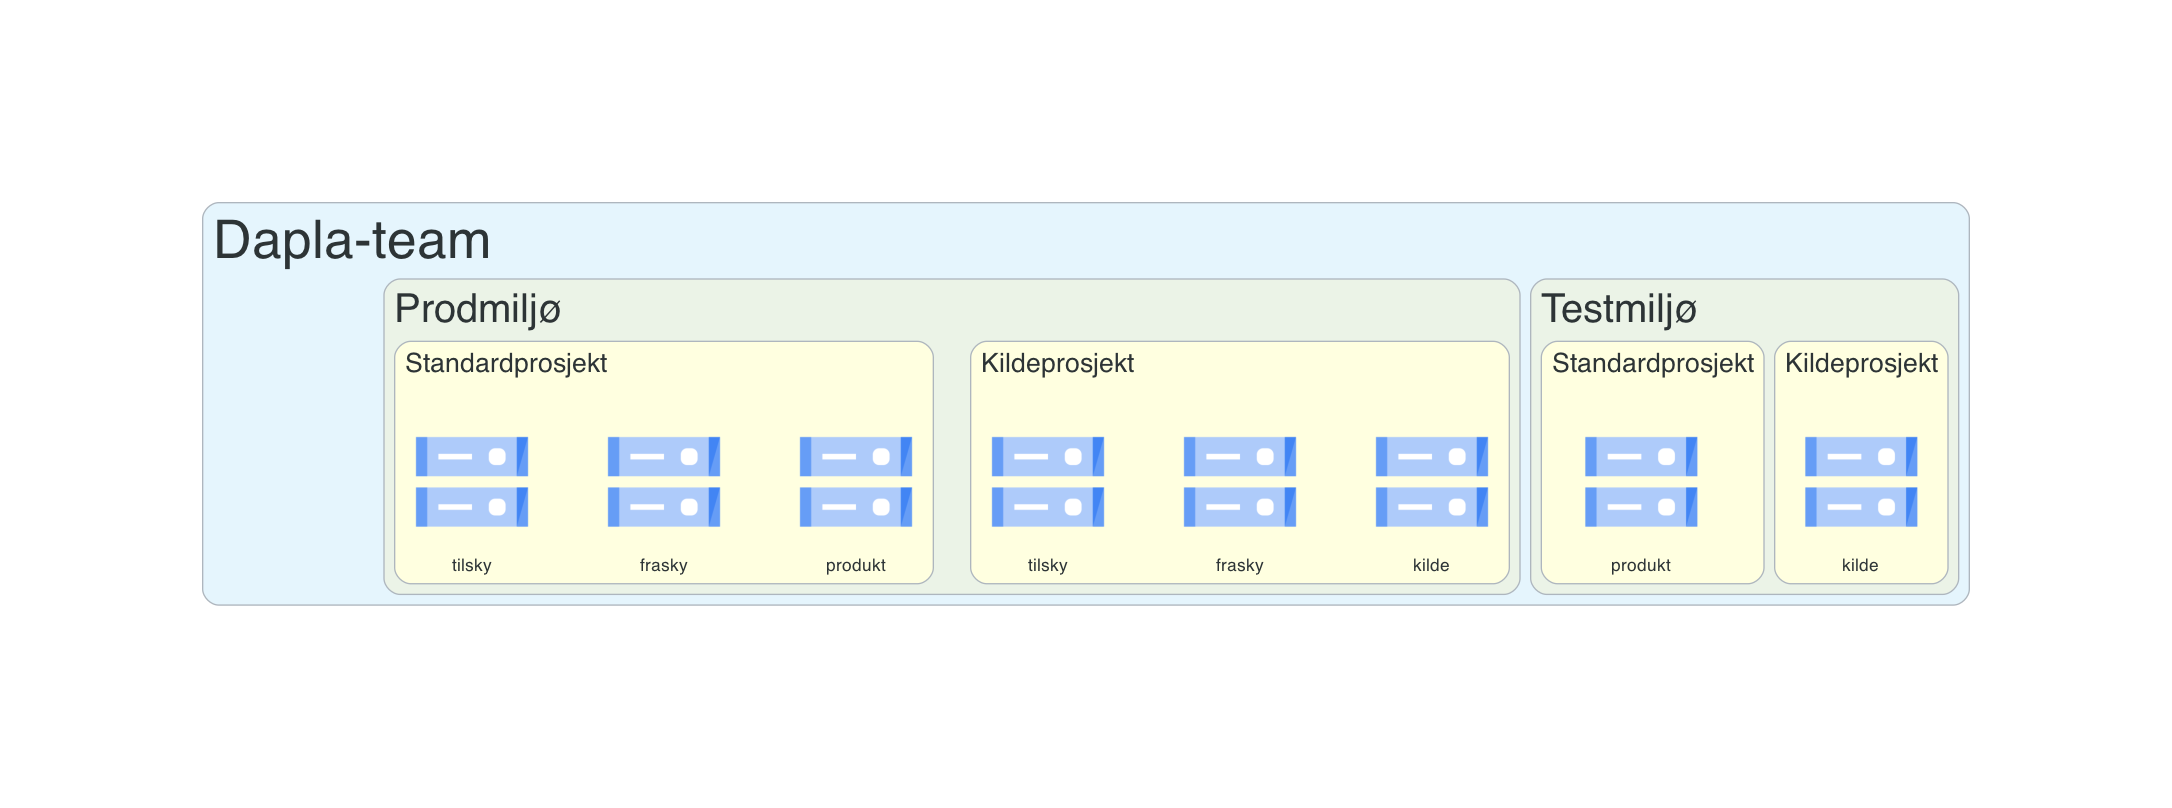 Dapla-team
Prodmiljø
Standardprosjekt
tilsky
frasky
produkt
Kildeprosjekt
tilsky
frasky
kilde
Testmiljø
Standardprosjekt
produkt
Kildeprosjekt
kilde